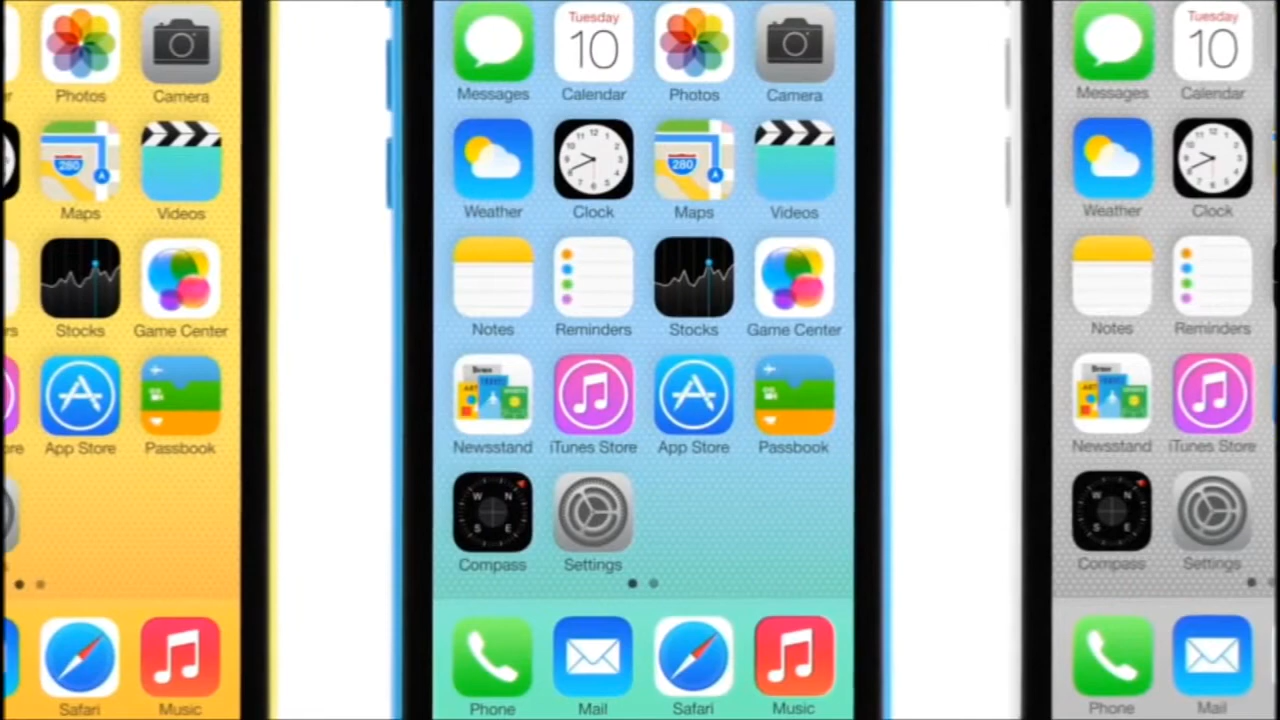 Photos Camera
Maps Videos
Stocks Game Center
App Store Passbook
Safari Music
Tuesday
10
Messages Calendar Photos Camera
280
Weather Clock Maps Videos
Notes Reminders Stocks Game Center
Newsstand iTunes Store App Store Passbook
W N
S E
Compass Settings
Phone Mail Safari Music
Tuesday
10
Messages Calendar
Weather Clock
Notes Reminders
Newsstand iTunes Store
W N
S E
Compass Settings
Phone Mail
280